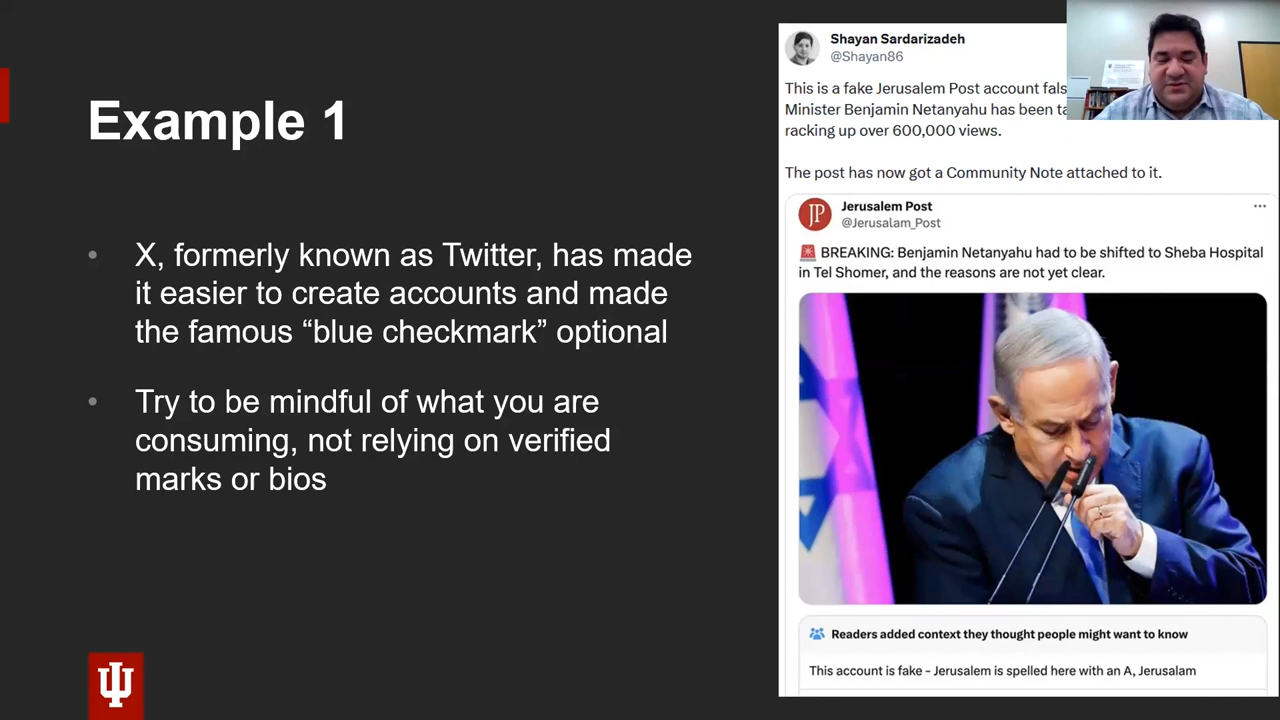 Example 1
X, formerly known as Twitter, has made
it easier to create accounts and made
the famous “blue checkmark” optional
Try to be mindful of what you are
consuming, not relying on verified
marks or bios
Shayan Sardarizadeh
@Shayan86
This is a fake Jerusalem Post account
Minister Benjamin Netanyahu has been
racking up over 600,000 views.
The post has now got a Community Note attached to it.
JP
Jerusalem Post
@Jerusalam_Post
BREAKING: Benjamin Netanyahu had to be shifted to Sheba Hospital
in Tel Shomer, and the reasons are not yet clear.
Readers added context they thought people might want to know
This account is fake - Jerusalem is spelled here with an A, Jerusalam